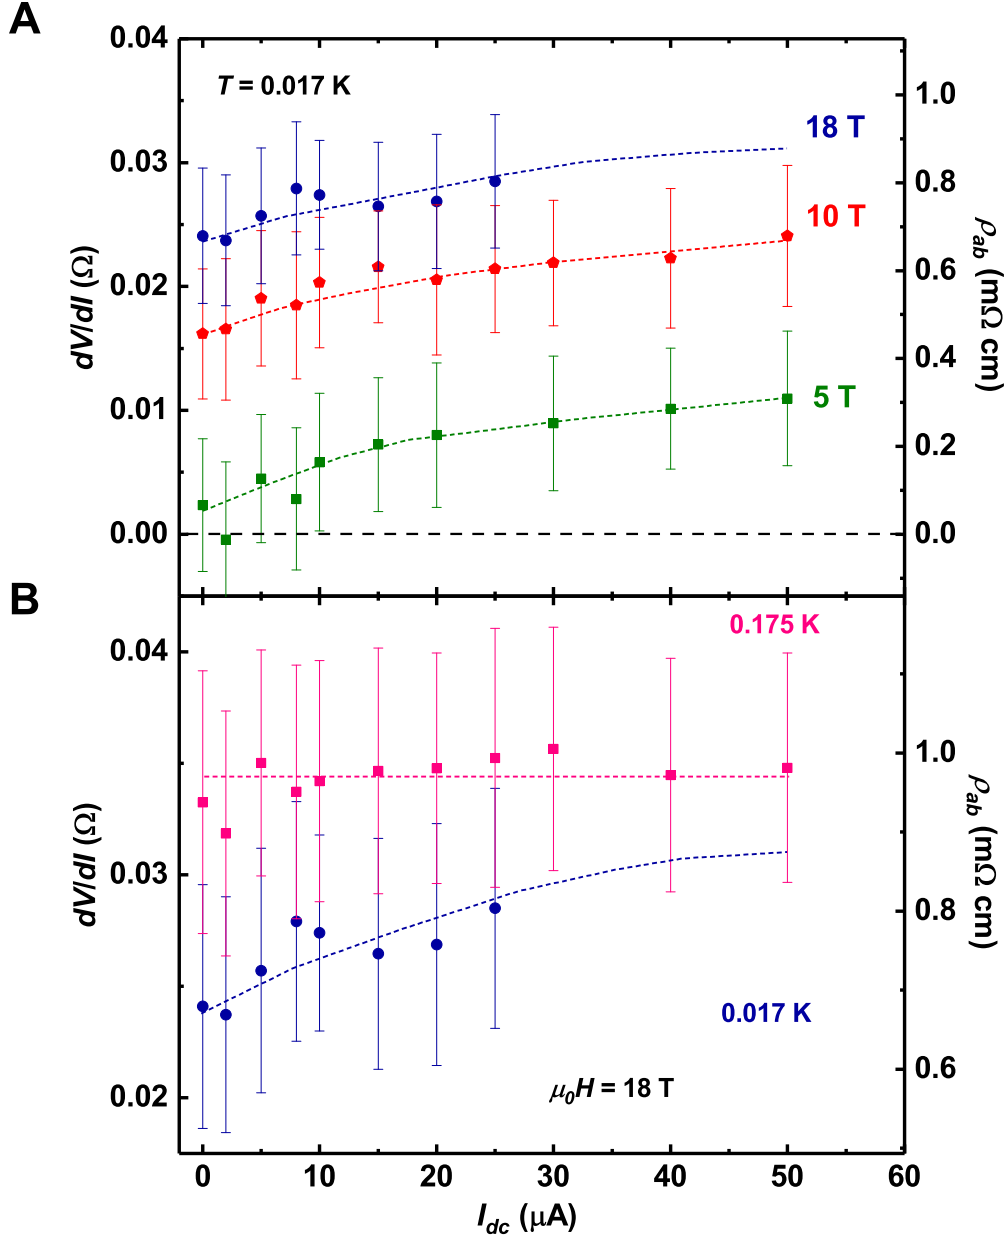 A
0.04
0.03
0.02
0.01
0.00
dV/dI (Ω)
T = 0.017 K
18 T
10 T
5 T
1.0
0.8
0.6
0.4
0.2
0.0
ρab (mΩ cm)
B
0.04
0.03
0.02
dV/dI (Ω)
0.175 K
0.017 K
μ0H = 18 T
1.0
0.8
0.6
ρab (mΩ cm)
0 10 20 30 40 50 60
Idc (μA)